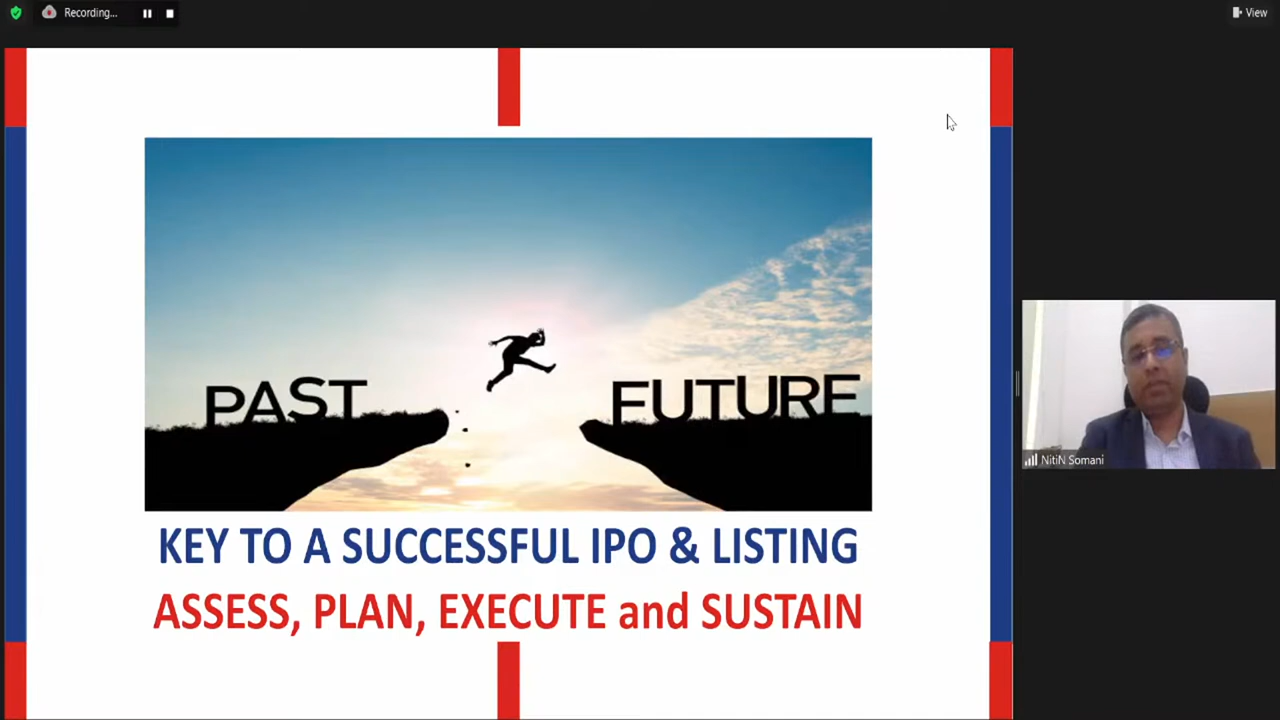 Recording...
View
PAST
FUTURE
KEY TO A SUCCESSFUL IPO & LISTING
ASSESS, PLAN, EXECUTE and SUSTAIN
NitiN Somani